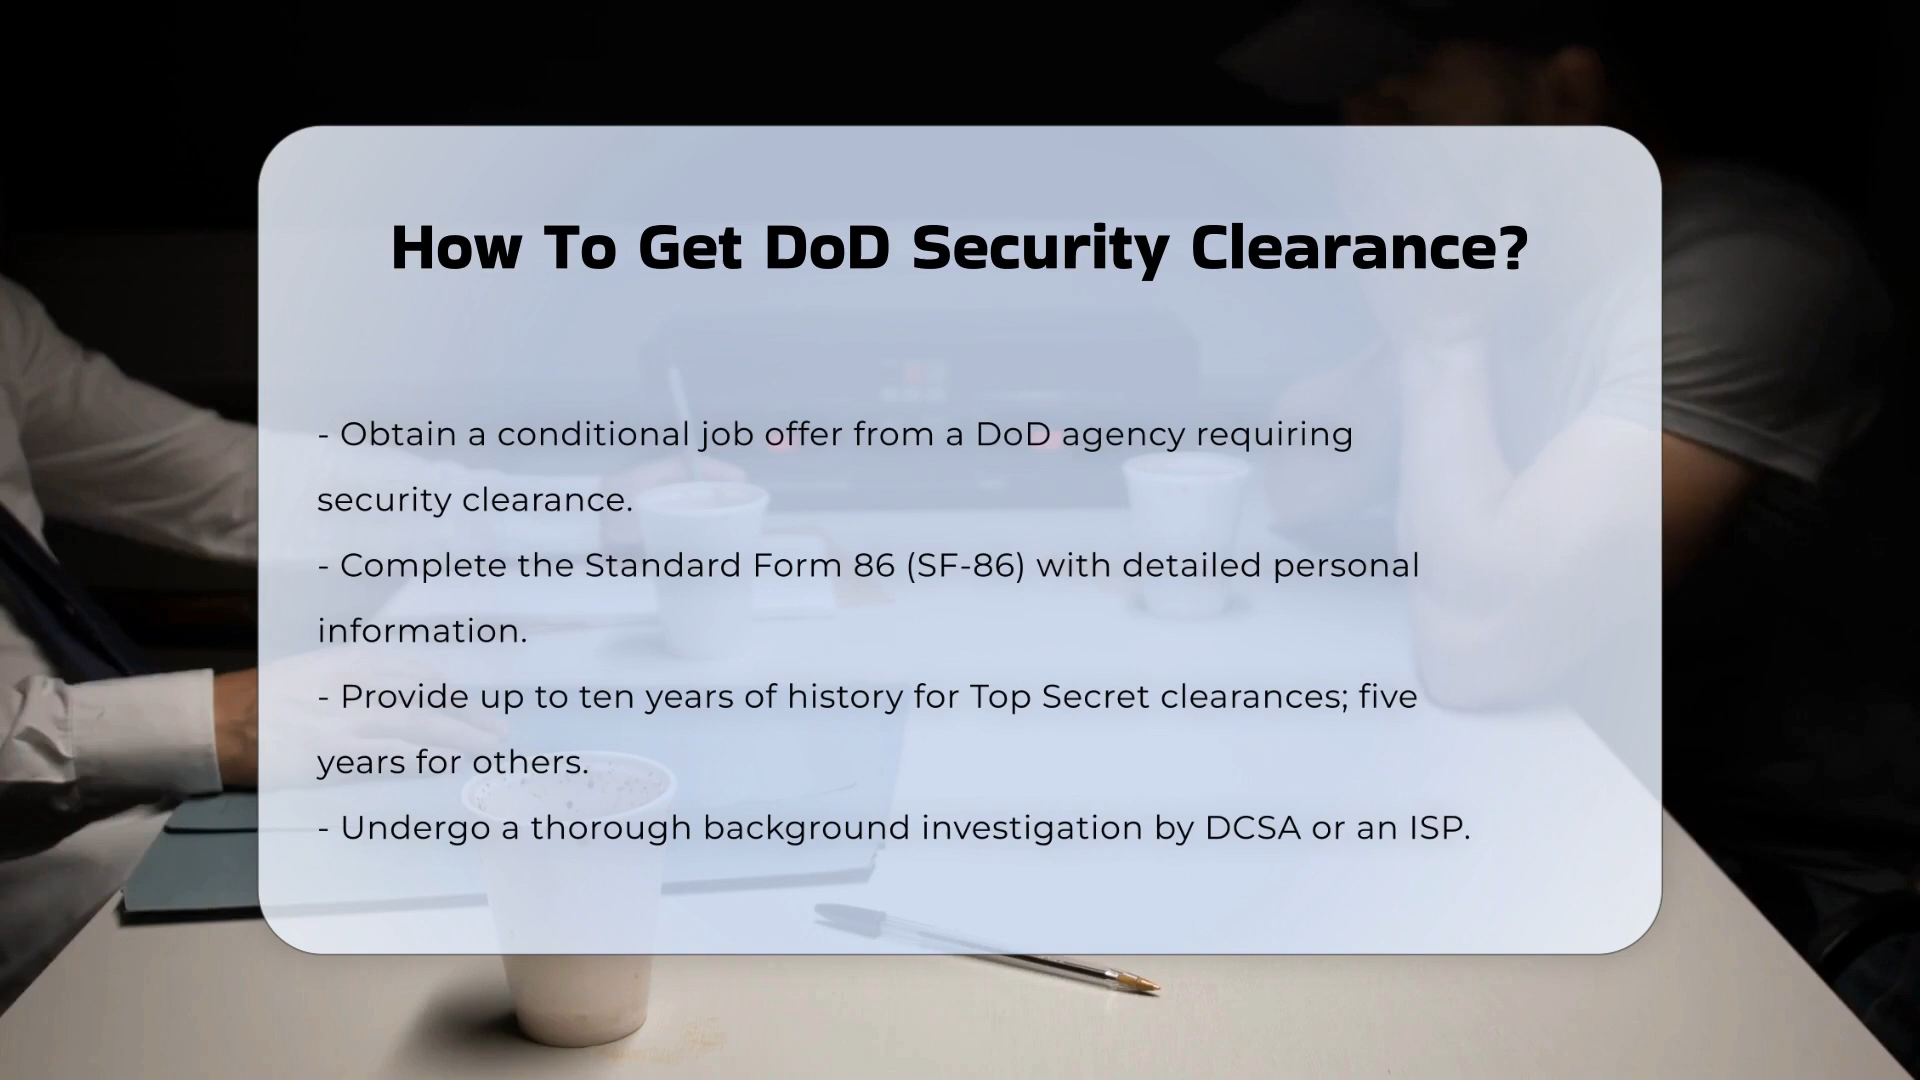 How To Get DoD Security Clearance?
- Obtain a conditional job offer from a DoD agency requiring
security clearance.
- Complete the Standard Form 86 (SF-86) with detailed personal
information.
- Provide up to ten years of history for Top Secret clearances; five
years for others.
- Undergo a thorough background investigation by DCSA or an ISP.